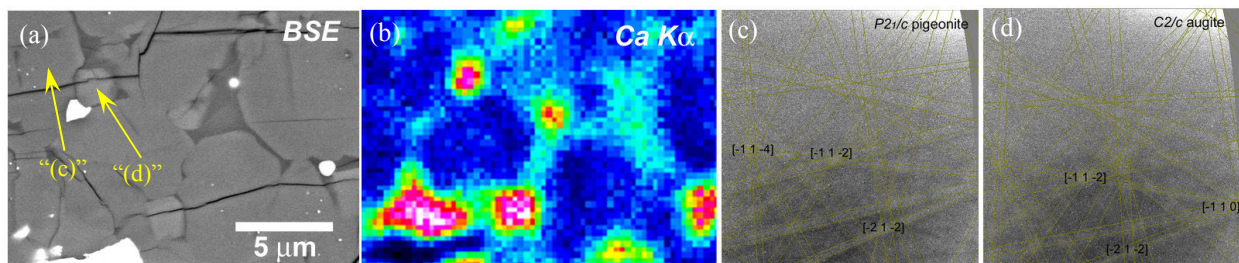 (a)
BSE
"(c)"
"(d)"
5 μm
(b)
Ca Kα
(c)
P2₁/c pigeonite
[-1 1 -4]
[-1 1 -2]
[-2 1 -2]
(d)
C2/c augite
[-1 1 -2]
[-1 1 0]
[-2 1 -2]